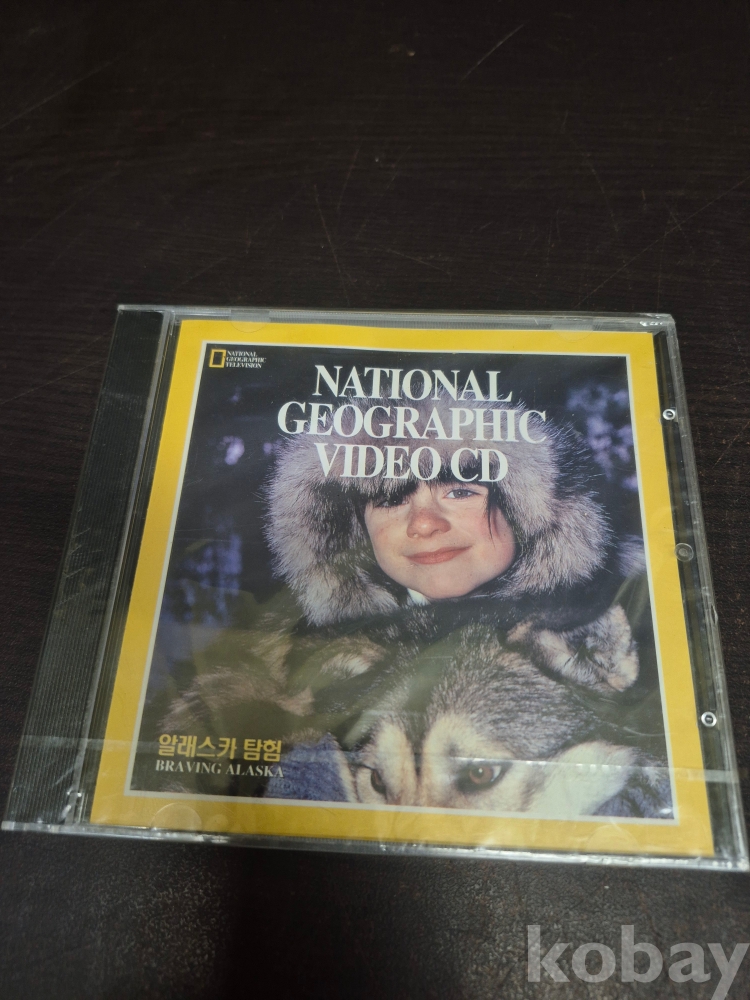 NATIONAL
GEOGRAPHIC
TELEVISION
NATIONAL
GEOGRAPHIC
VIDEO CD
알래스카 탐험
BRAVING ALASKA
kobay